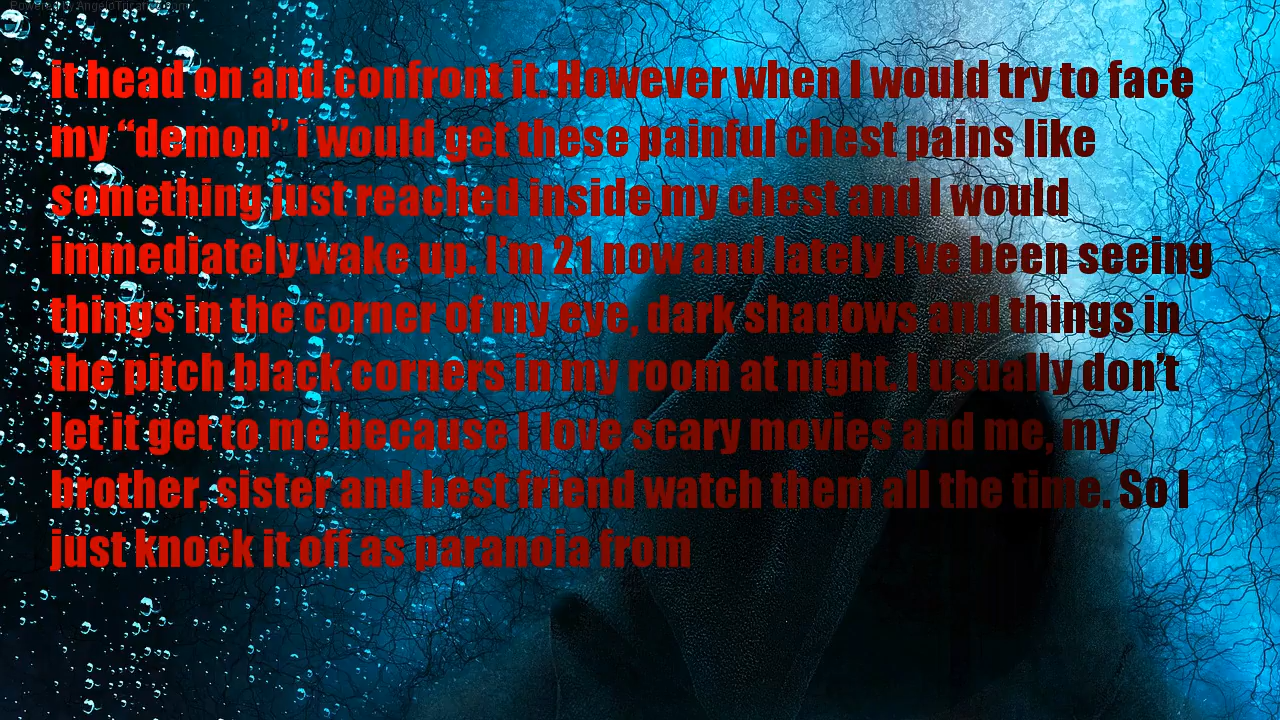 it head on and confront it. However when I would try to face
my “demon” i would get these painful chest pains like
something just reached inside my chest and I would
immediately wake up. I’m 21 now and lately I’ve been seeing
things in the corner of my eye, dark shadows and things in
the pitch black corners in my room at night. I usually don’t
let it get to me because I love scary movies and me, my
brother, sister and best friend watch them all the time. So I
just knock it off as paranoia from